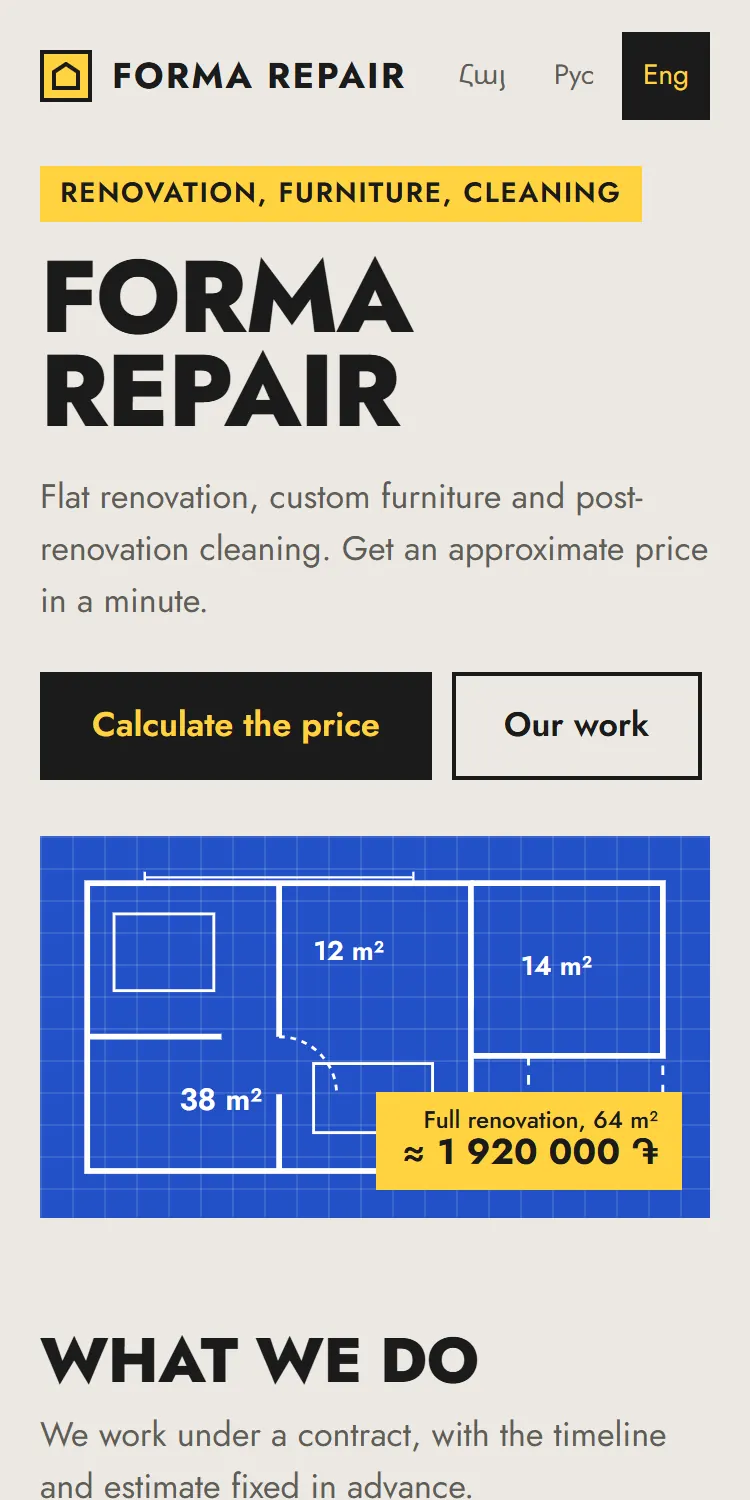 FORMA REPAIR
Հայ
Рус
Eng
RENOVATION, FURNITURE, CLEANING
FORMA
REPAIR
Flat renovation, custom furniture and post-
renovation cleaning. Get an approximate price
in a minute.
Calculate the price
Our work
12 m²
14 m²
38 m²
Full renovation, 64 m²
≈ 1 920 000 ֏
WHAT WE DO
We work under a contract, with the timeline
and estimate fixed in advance.